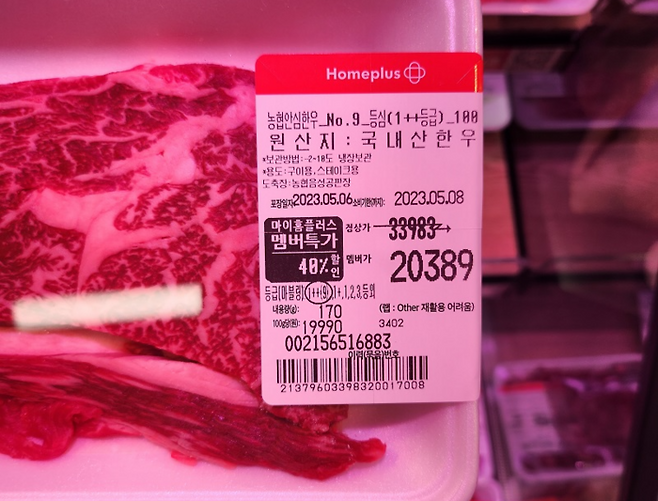 Homeplus
농협안심한우_No.9_등심(1++등급)_100
원산지:국내산한우
*보관방법:-2~10도 냉장보관
*용도:구이용,스테이크용
도축장:농협음성공판장
포장일자2023.05.06소비기한까지:2023.05.08
마이홈플러스 정상가 33983
멤버특가 멤버가
40%할인 20389
등급(마블링) 1++(9),1+,1,2,3,등외
내용량(g): 170 (랩 : Other 재활용 어려움)
100g당(원): 19990 3402
002156516883
이력(묶음)번호
21379603398320017008